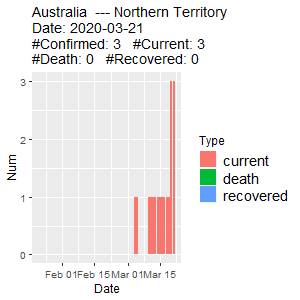 Australia  --- Northern Territory
Date: 2020-03-21
#Confirmed: 3   #Current: 3
#Death: 0   #Recovered: 0
3
2
1
0
Num
Feb 01 Feb 15 Mar 01 Mar 15
Date
Type
current
death
recovered